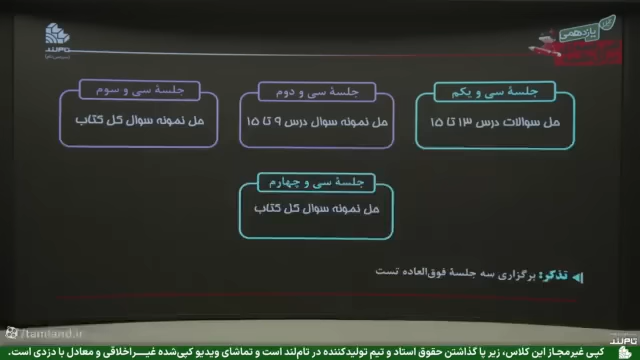 یازدهمی
تاملند
جلسهٔ سی و یکم
حل سوالات درس ۱۳ تا ۱۵
جلسهٔ سی و دوم
حل نمونه سوال درس ۹ تا ۱۵
جلسهٔ سی و سوم
حل نمونه سوال کل کتاب
جلسهٔ سی و چهارم
حل نمونه سوال کل کتاب
تذکر: برگزاری سه جلسهٔ فوق‌العاده تست
/tamland.ir
کپی غیرمجاز این کلاس، زیر پا گذاشتن حقوق استاد و تیم تولیدکننده در تام‌لند است و تماشای ویدیو کپی‌شده غیراخلاقی و معادل با دزدی است.